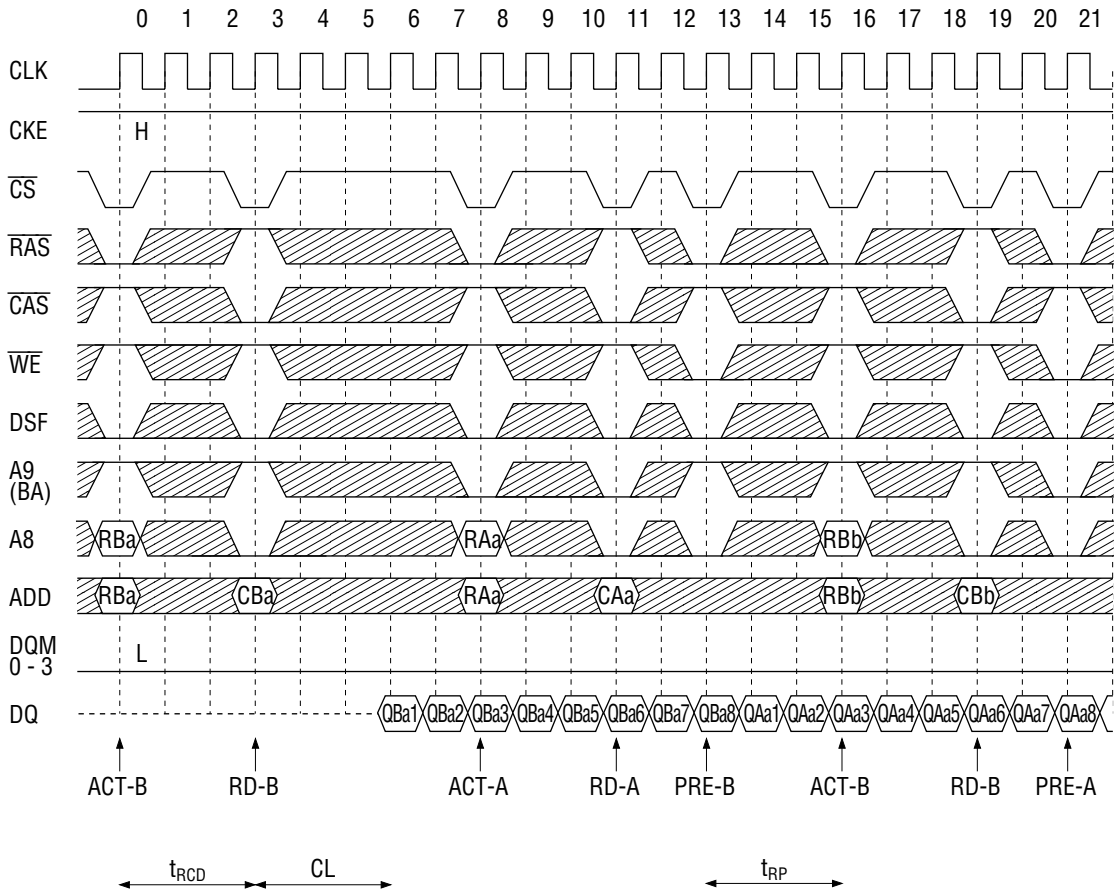 0 1 2 3 4 5 6 7 8 9 10 11 12 13 14 15 16 17 18 19 20 21
CLK
CKE H
CS
RAS
CAS
WE
DSF
A9
(BA)
A8 RBa RAa RBb
ADD RBa CBa RAa CAa RBb CBb
DQM
0 - 3 L
DQ QBa1 QBa2 QBa3 QBa4 QBa5 QBa6 QBa7 QBa8 QAa1 QAa2 QAa3 QAa4 QAa5 QAa6 QAa7 QAa8
ACT-B RD-B ACT-A RD-A PRE-B ACT-B RD-B PRE-A
tRCD CL tRP